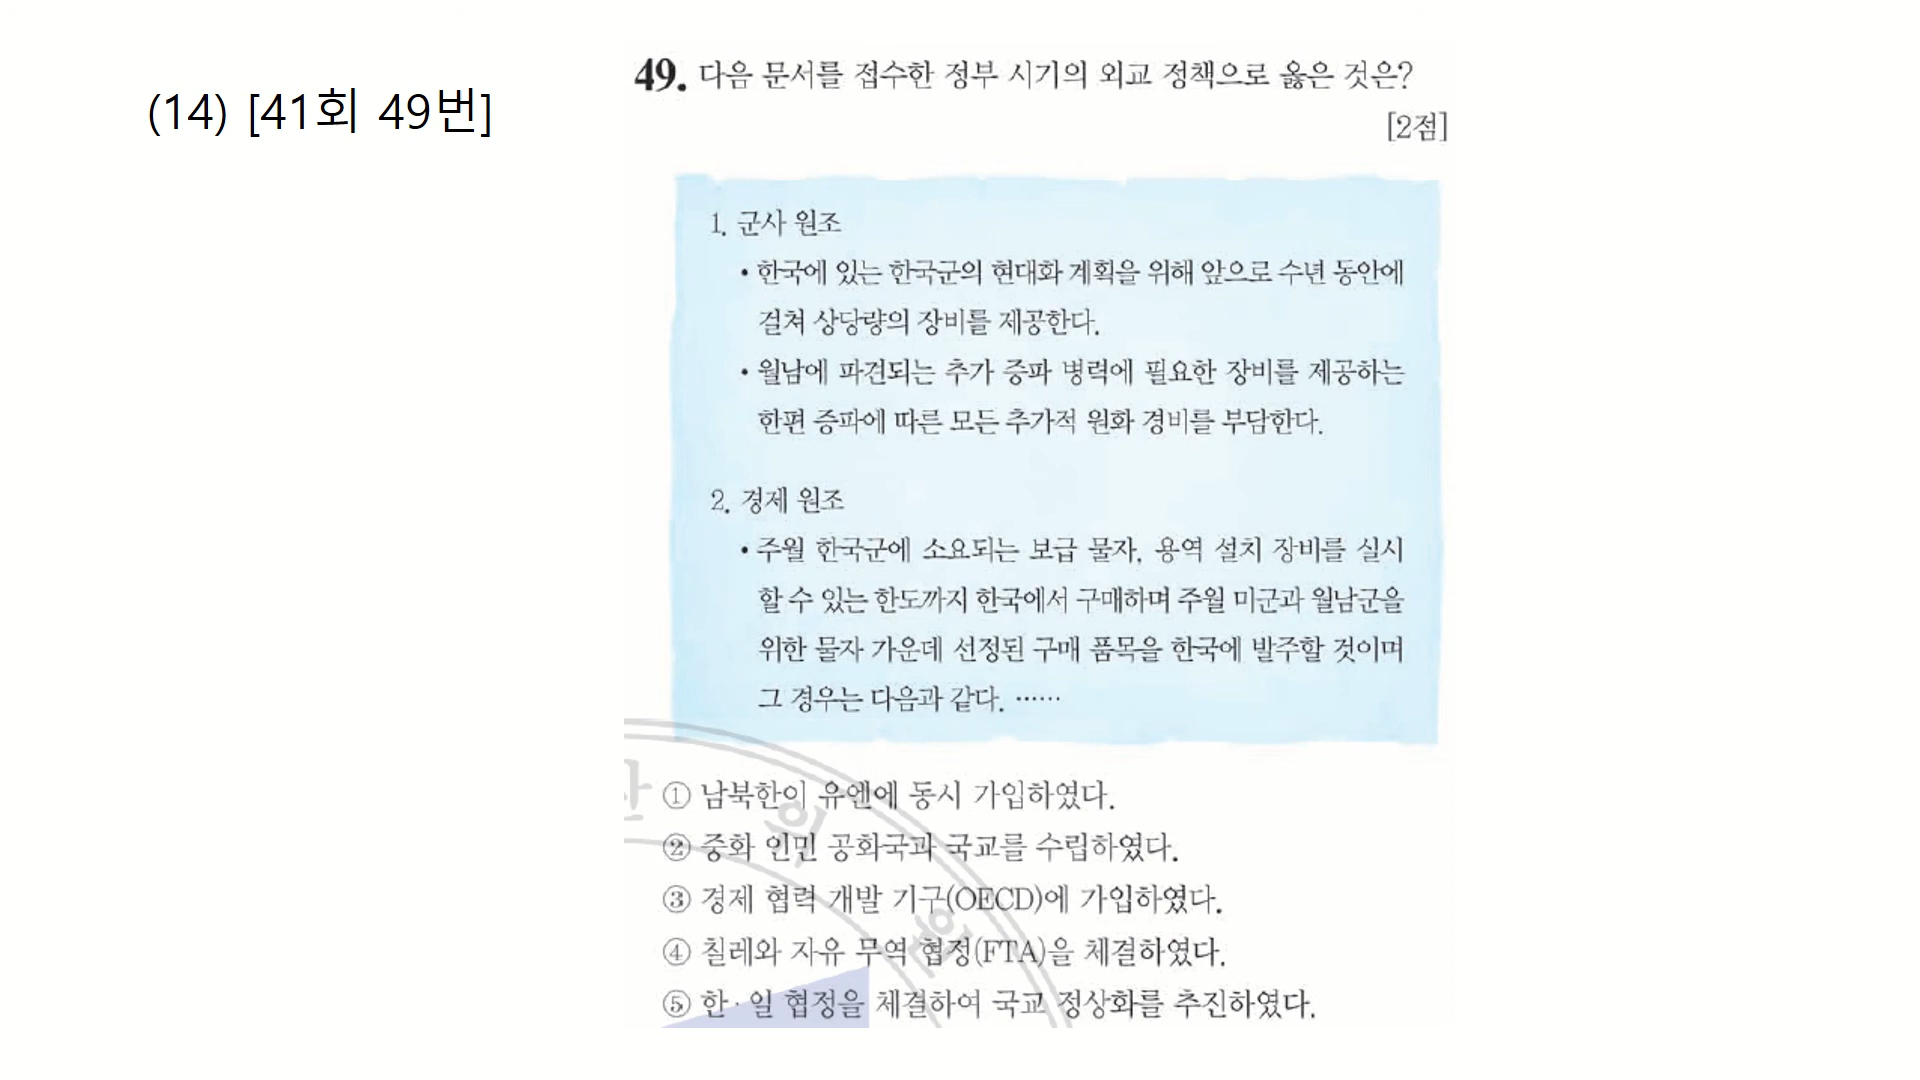 (14) [41회 49번]
49. 다음 문서를 접수한 정부 시기의 외교 정책으로 옳은 것은?
[2점]
1. 군사 원조
• 한국에 있는 한국군의 현대화 계획을 위해 앞으로 수년 동안에
걸쳐 상당량의 장비를 제공한다.
• 월남에 파견되는 추가 증파 병력에 필요한 장비를 제공하는
한편 증파에 따른 모든 추가적 원화 경비를 부담한다.
2. 경제 원조
• 주월 한국군에 소요되는 보급 물자, 용역 설치 장비를 실시
할 수 있는 한도까지 한국에서 구매하며 주월 미군과 월남군을
위한 물자 가운데 선정된 구매 품목을 한국에 발주할 것이며
그 경우는 다음과 같다. ⋯⋯
① 남북한이 유엔에 동시 가입하였다.
② 중화 인민 공화국과 국교를 수립하였다.
③ 경제 협력 개발 기구(OECD)에 가입하였다.
④ 칠레와 자유 무역 협정(FTA)을 체결하였다.
⑤ 한·일 협정을 체결하여 국교 정상화를 추진하였다.